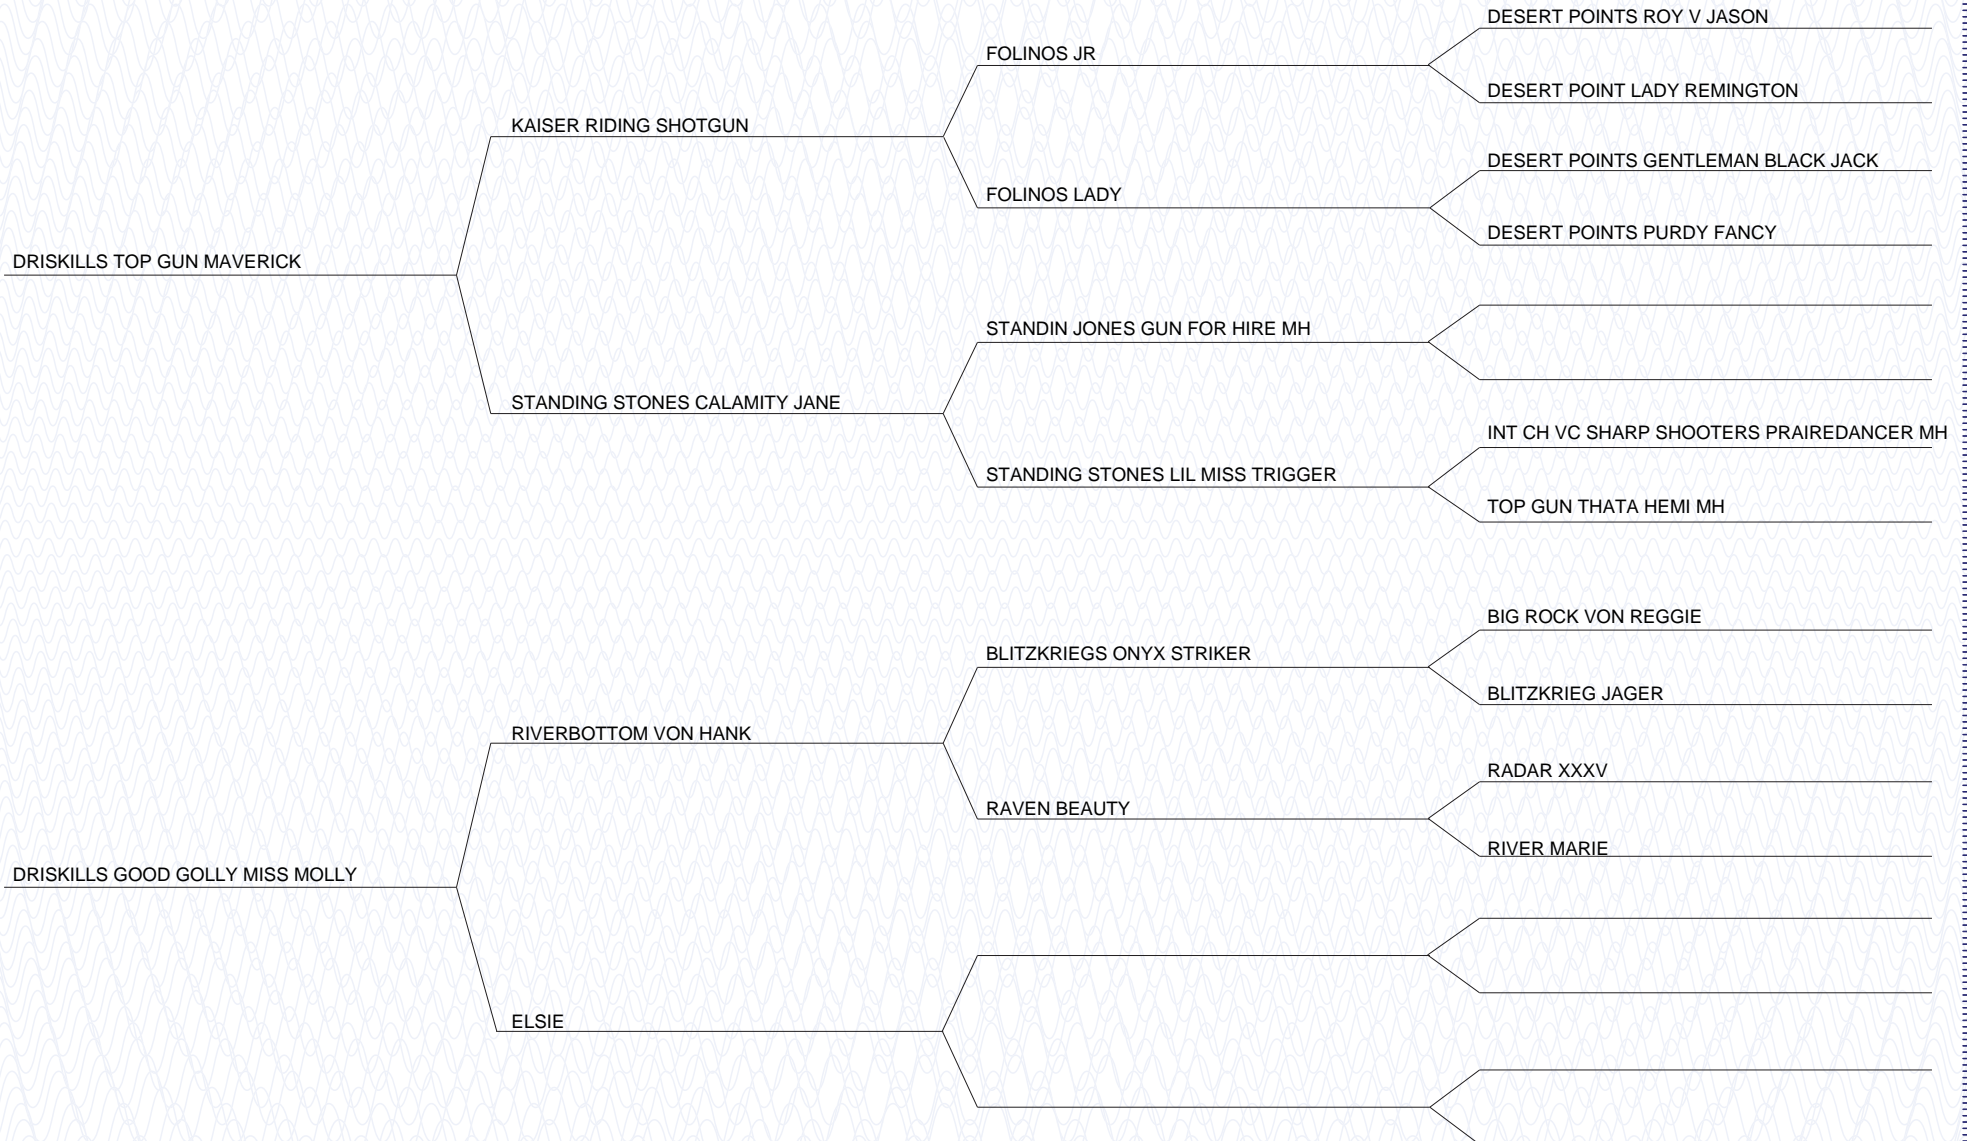 DESERT POINTS ROY V JASON
FOLINOS JR
DESERT POINT LADY REMINGTON
KAISER RIDING SHOTGUN
DESERT POINTS GENTLEMAN BLACK JACK
FOLINOS LADY
DESERT POINTS PURDY FANCY
DRISKILLS TOP GUN MAVERICK
STANDIN JONES GUN FOR HIRE MH
STANDING STONES CALAMITY JANE
INT CH VC SHARP SHOOTERS PRAIREDANCER MH
STANDING STONES LIL MISS TRIGGER
TOP GUN THATA HEMI MH
BIG ROCK VON REGGIE
BLITZKRIEGS ONYX STRIKER
BLITZKRIEG JAGER
RIVERBOTTOM VON HANK
RADAR XXXV
RAVEN BEAUTY
RIVER MARIE
DRISKILLS GOOD GOLLY MISS MOLLY
ELSIE